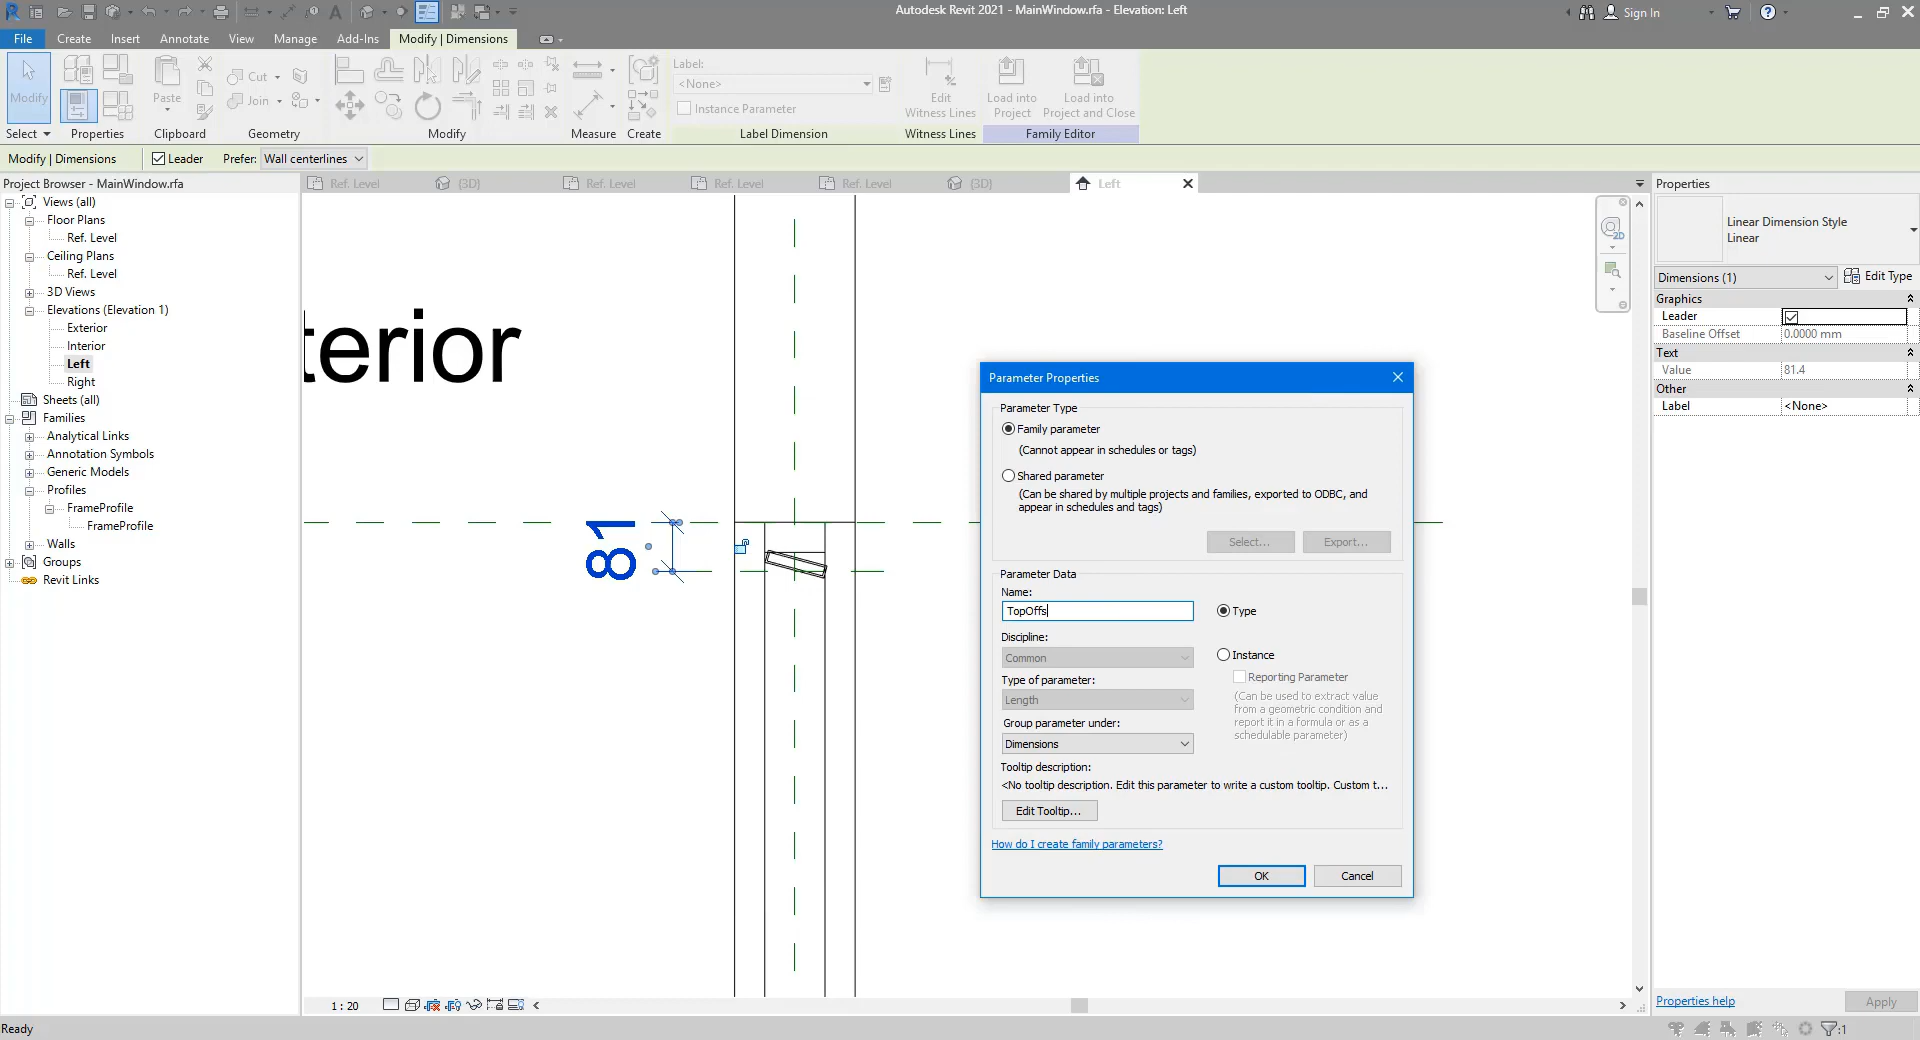 Autodesk Revit 2021 - MainWindow.rfa - Elevation: Left
Sign In
File
Create
Insert
Annotate
View
Manage
Add-Ins
Modify | Dimensions
Modify
Paste
Cut
Join
Label:
<None>
Instance Parameter
Edit
Witness Lines
Load into
Project
Load into
Project and Close
Select
Properties
Clipboard
Geometry
Modify
Measure
Create
Label Dimension
Witness Lines
Family Editor
Modify | Dimensions
Leader
Prefer:
Wall centerlines
Project Browser - MainWindow.rfa
Views (all)
Floor Plans
Ref. Level
Ceiling Plans
Ref. Level
3D Views
Elevations (Elevation 1)
Exterior
Interior
Left
Right
Sheets (all)
Families
Analytical Links
Annotation Symbols
Generic Models
Profiles
FrameProfile
FrameProfile
Walls
Groups
Revit Links
Ref. Level
{3D}
Ref. Level
Ref. Level
Ref. Level
{3D}
Left
terior
81
2D
Parameter Properties
Parameter Type
Family parameter
(Cannot appear in schedules or tags)
Shared parameter
(Can be shared by multiple projects and families, exported to ODBC, and
appear in schedules and tags)
Select...
Export...
Parameter Data
Name:
TopOffs
Type
Discipline:
Common
Instance
Reporting Parameter
(Can be used to extract value
from a geometric condition and
report it in a formula or as a
schedulable parameter)
Type of parameter:
Length
Group parameter under:
Dimensions
Tooltip description:
<No tooltip description. Edit this parameter to write a custom tooltip. Custom t...
Edit Tooltip...
How do I create family parameters?
OK
Cancel
Properties
Linear Dimension Style
Linear
Dimensions (1)
Edit Type
Graphics
Leader
Baseline Offset
0.0000 mm
Text
Value
81.4
Other
Label
<None>
Properties help
Apply
1 : 20
Ready
:1